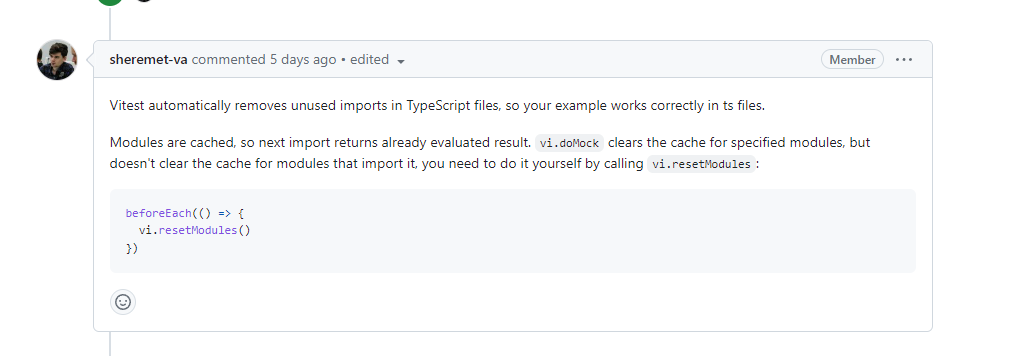 sheremet-va commented 5 days ago • edited
Member
Vitest automatically removes unused imports in TypeScript files, so your example works correctly in ts files.
Modules are cached, so next import returns already evaluated result. vi.doMock clears the cache for specified modules, but
doesn't clear the cache for modules that import it, you need to do it yourself by calling vi.resetModules:
beforeEach(() => {
  vi.resetModules()
})